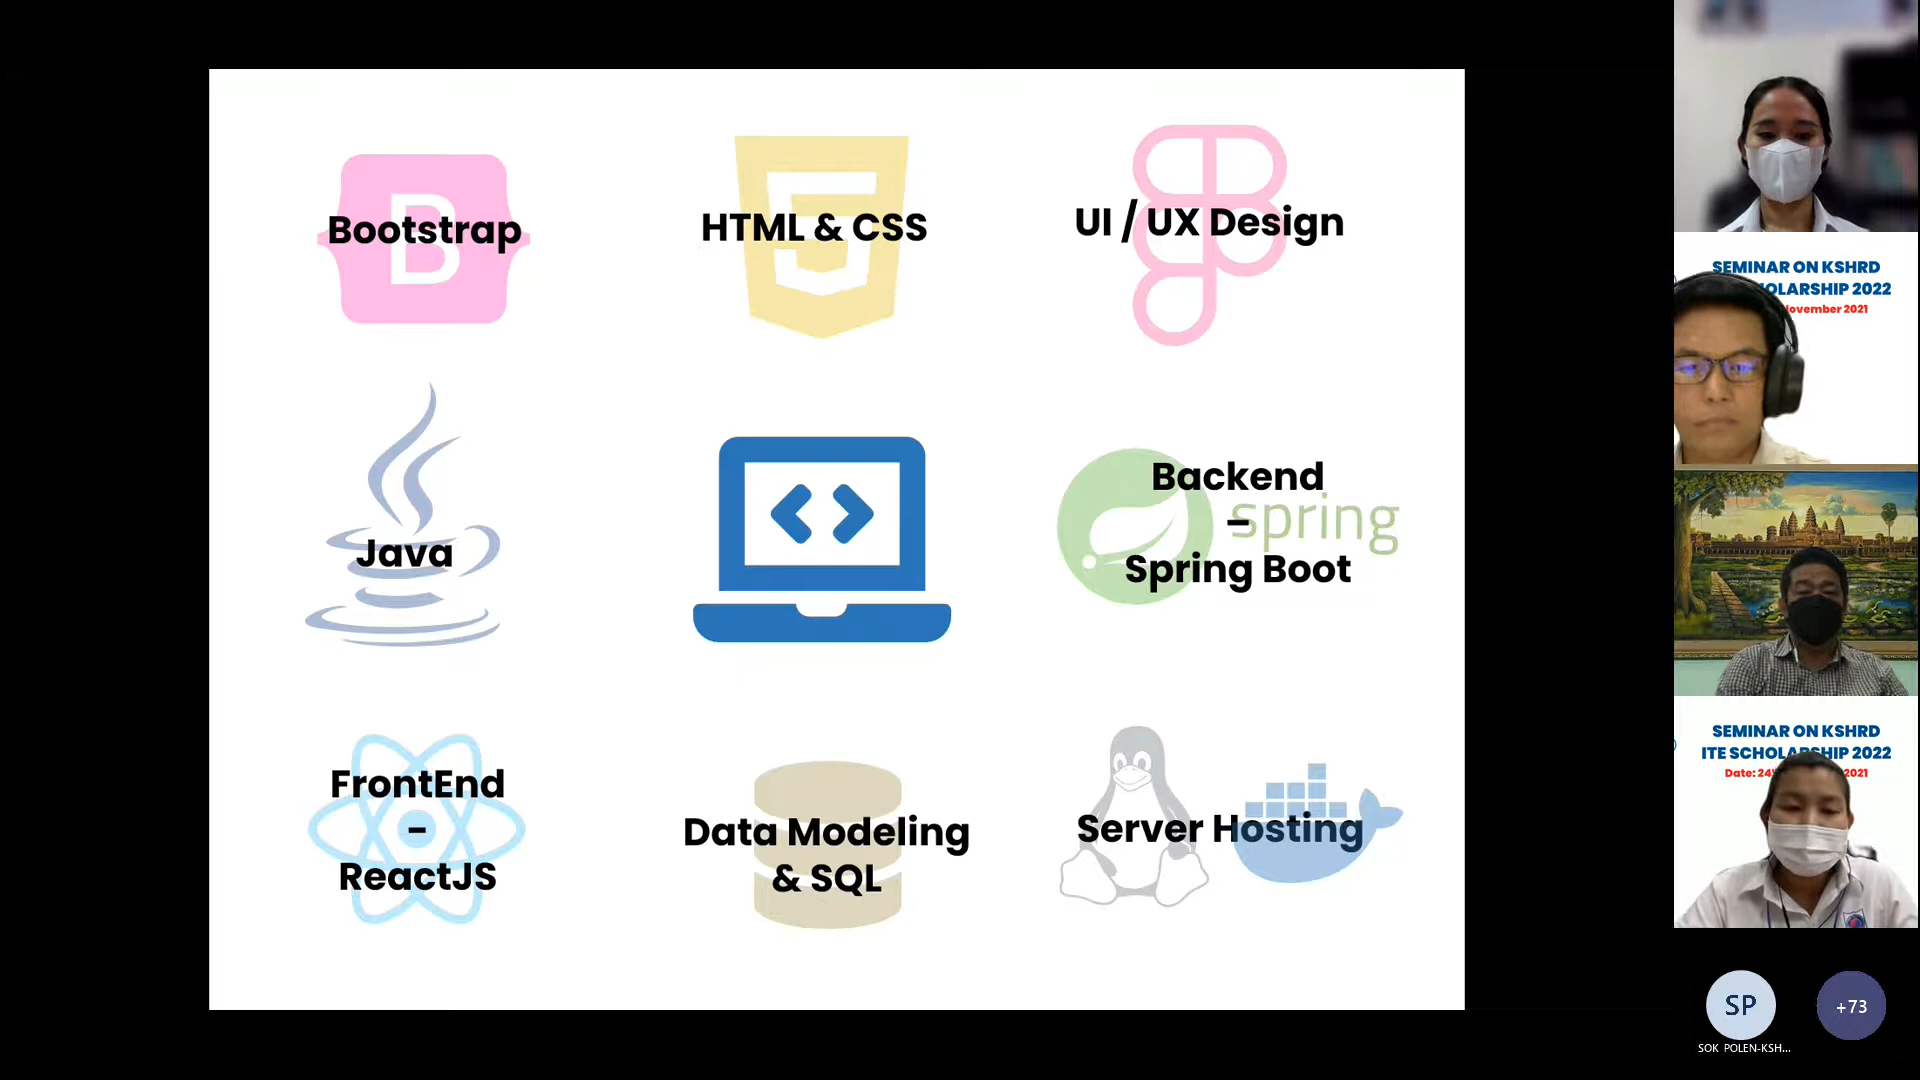 Bootstrap
HTML & CSS
UI / UX Design
Java
Backend
-
spring
Spring Boot
FrontEnd
-
ReactJS
Data Modeling
& SQL
Server Hosting
SEMINAR ON KSHRD
OLARSHIP 2022
ovember 2021
SEMINAR ON KSHRD
ITE SCHOLARSHIP 2022
Date: 24
2021
SP
+73
SOK POLEN-KSH...